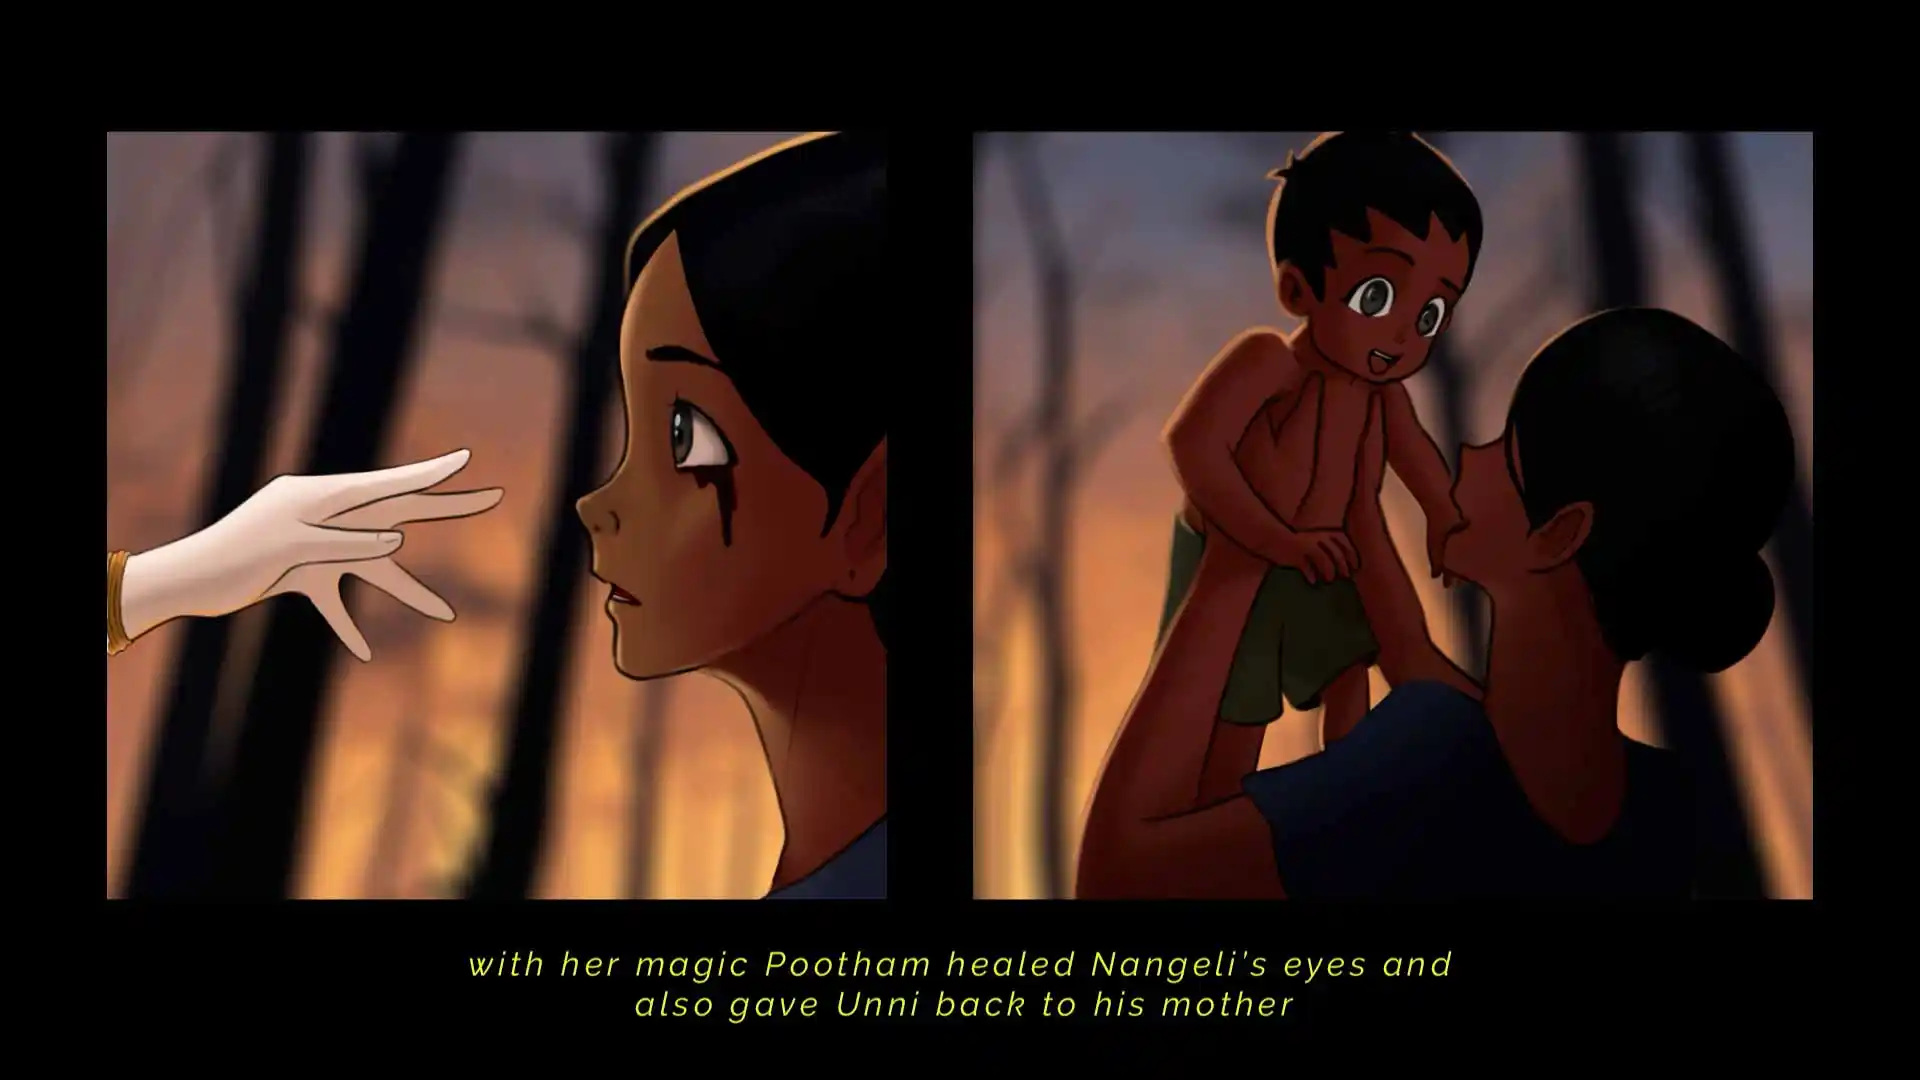 with her magic Pootham healed Nangeli's eyes and
also gave Unni back to his mother